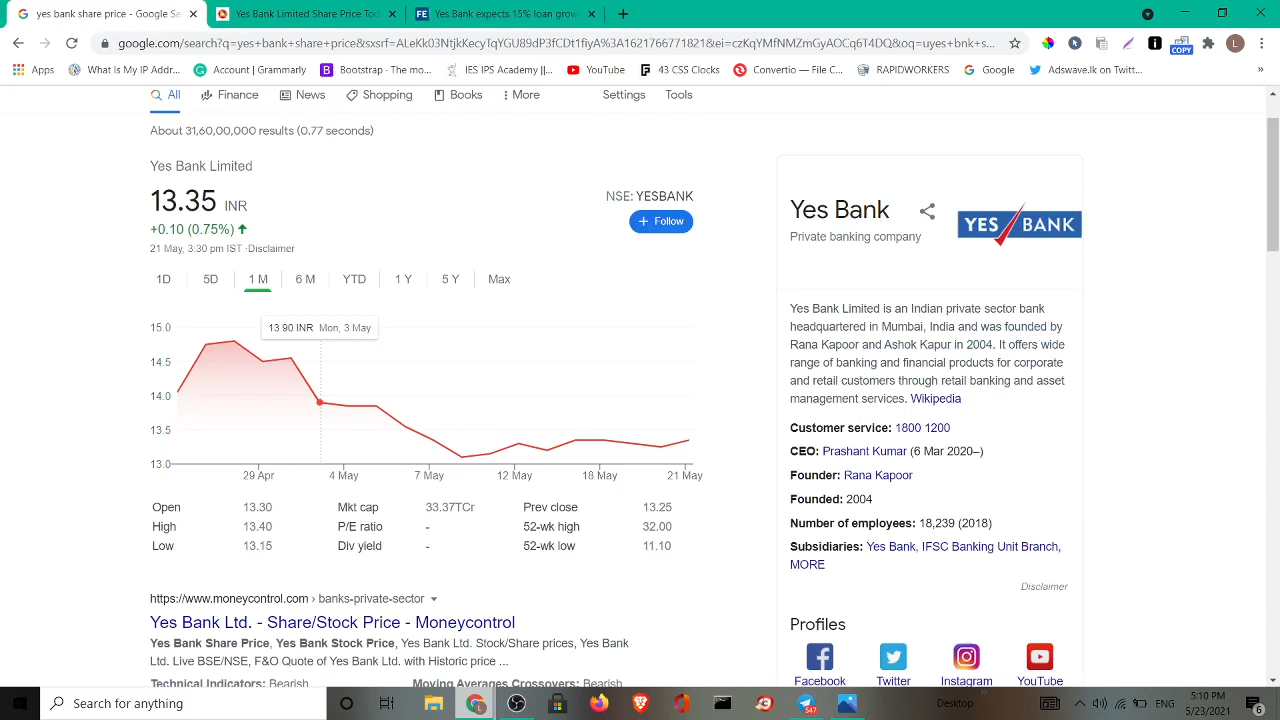 yes bank share price - Google Se
Yes Bank Limited Share Price Tod
Yes Bank expects 15% loan growt
google.com/search?q=yes+bank+share+price&sxsrf=ALeKk03NHKegTqYGU89dP3fCDt1fiyA%3A1621766771821&ei=czKqYMfNMZmGyAOCq6T4DQ&oq=uyes+bnk+s...
COPY
L
Apps
What Is My IP Addr...
Account | Grammarly
Bootstrap · The mo...
IES IPS Academy ||...
YouTube
43 CSS Clocks
Convertio — File C...
RAPIDWORKERS
Google
Adswave.lk on Twitt...
»
All
Finance
News
Shopping
Books
More
Settings
Tools
About 31,60,00,000 results (0.77 seconds)
Yes Bank Limited
13.35 INR
NSE: YESBANK
+0.10 (0.75%)
+ Follow
21 May, 3:30 pm IST · Disclaimer
1D 5D 1 M 6 M YTD 1 Y 5 Y Max
13.90 INR Mon, 3 May
15.0
14.5
14.0
13.5
13.0
29 Apr 4 May 7 May 12 May 18 May 21 May
Open 13.30 Mkt cap 33.37TCr Prev close 13.25
High 13.40 P/E ratio - 52-wk high 32.00
Low 13.15 Div yield - 52-wk low 11.10
https://www.moneycontrol.com › banks-private-sector
Yes Bank Ltd. - Share/Stock Price - Moneycontrol
Yes Bank Share Price, Yes Bank Stock Price, Yes Bank Ltd. Stock/Share prices, Yes Bank
Ltd. Live BSE/NSE, F&O Quote of Yes Bank Ltd. with Historic price ...
Technical Indicators: Bearish Moving Averages Crossovers: Bearish
Yes Bank
Private banking company
YES BANK
Yes Bank Limited is an Indian private sector bank
headquartered in Mumbai, India and was founded by
Rana Kapoor and Ashok Kapur in 2004. It offers wide
range of banking and financial products for corporate
and retail customers through retail banking and asset
management services. Wikipedia
Customer service: 1800 1200
CEO: Prashant Kumar (6 Mar 2020–)
Founder: Rana Kapoor
Founded: 2004
Number of employees: 18,239 (2018)
Subsidiaries: Yes Bank, IFSC Banking Unit Branch,
MORE
Disclaimer
Profiles
Facebook
Twitter
Instagram
YouTube
Search for anything
547
Desktop
»
ENG
5:10 PM
5/23/2021
6